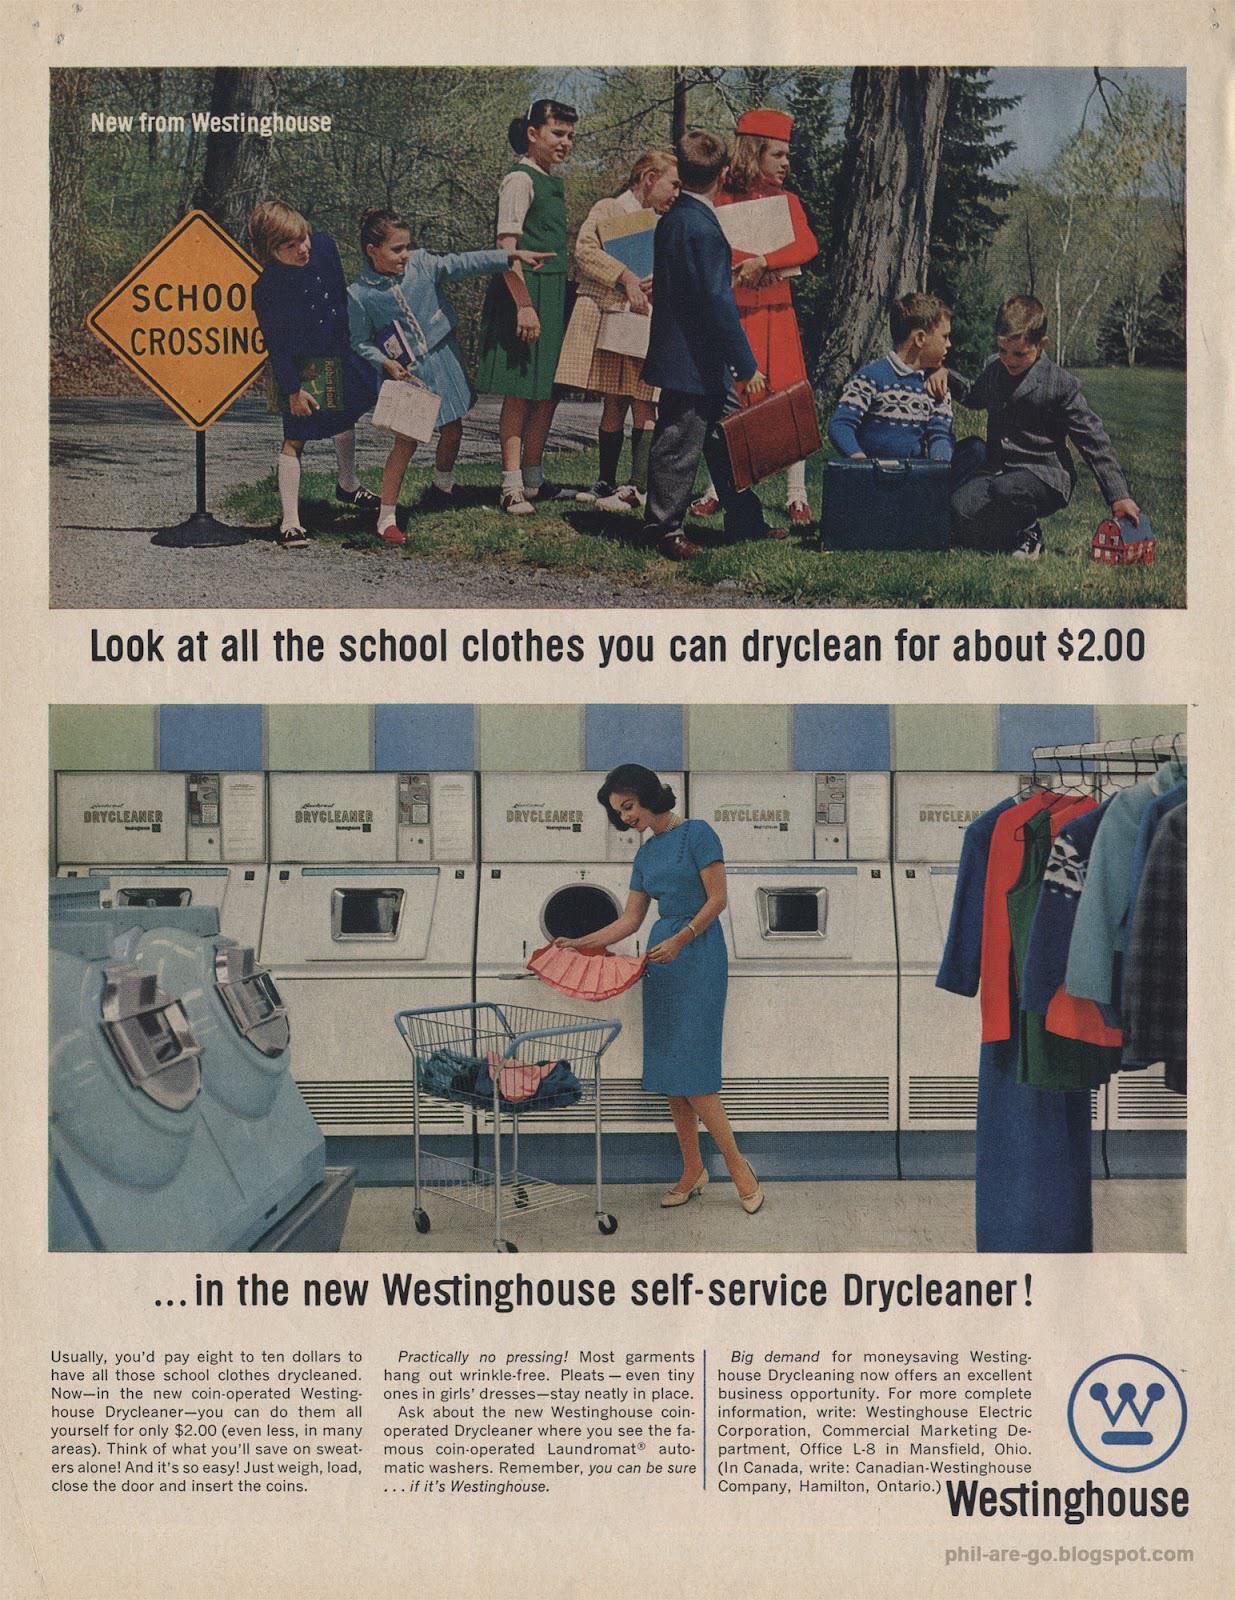 New from Westinghouse
SCHOO
CROSSING
Robin Hood
Look at all the school clothes you can dryclean for about $2.00
DRYCLEANER
Westinghouse
DRYCLEANER
Westinghouse
DRYCLEANER
Westinghouse
DRYCLEANER
Westinghouse
DRYCLEAN
...in the new Westinghouse self-service Drycleaner!
Usually, you'd pay eight to ten dollars to
have all those school clothes drycleaned.
Now—in the new coin-operated Westing-
house Drycleaner—you can do them all
yourself for only $2.00 (even less, in many
areas). Think of what you'll save on sweat-
ers alone! And it's so easy! Just weigh, load,
close the door and insert the coins.
Practically no pressing! Most garments
hang out wrinkle-free. Pleats — even tiny
ones in girls' dresses—stay neatly in place.
Ask about the new Westinghouse coin-
operated Drycleaner where you see the fa-
mous coin-operated Laundromat® auto-
matic washers. Remember, you can be sure
...if it's Westinghouse.
Big demand for moneysaving Westing-
house Drycleaning now offers an excellent
business opportunity. For more complete
information, write: Westinghouse Electric
Corporation, Commercial Marketing De-
partment, Office L-8 in Mansfield, Ohio.
(In Canada, write: Canadian-Westinghouse
Company, Hamilton, Ontario.)
W
Westinghouse
phil-are-go.blogspot.com